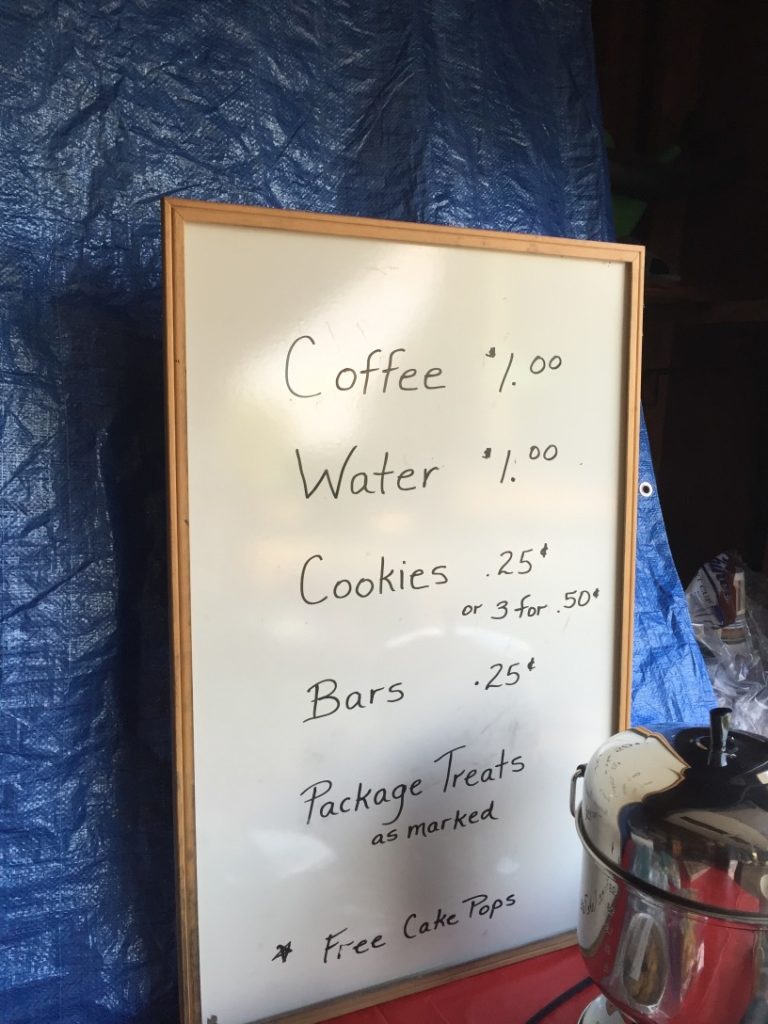 Coffee $1.00
Water $1.00
Cookies .25¢
or 3 for .50¢
Bars .25¢
Package Treats
as marked
* Free Cake Pops